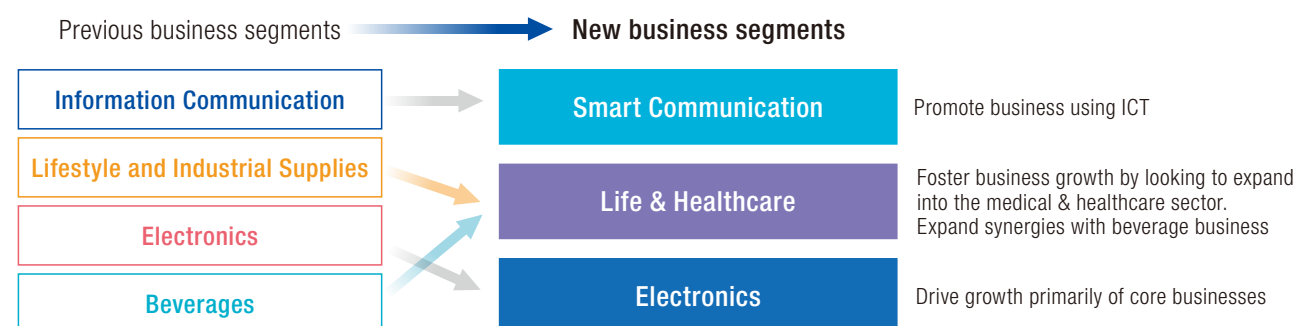 Previous business segments
New business segments
Information Communication
Lifestyle and Industrial Supplies
Electronics
Beverages
Smart Communication
Promote business using ICT
Life & Healthcare
Foster business growth by looking to expand
into the medical & healthcare sector.
Expand synergies with beverage business
Electronics
Drive growth primarily of core businesses